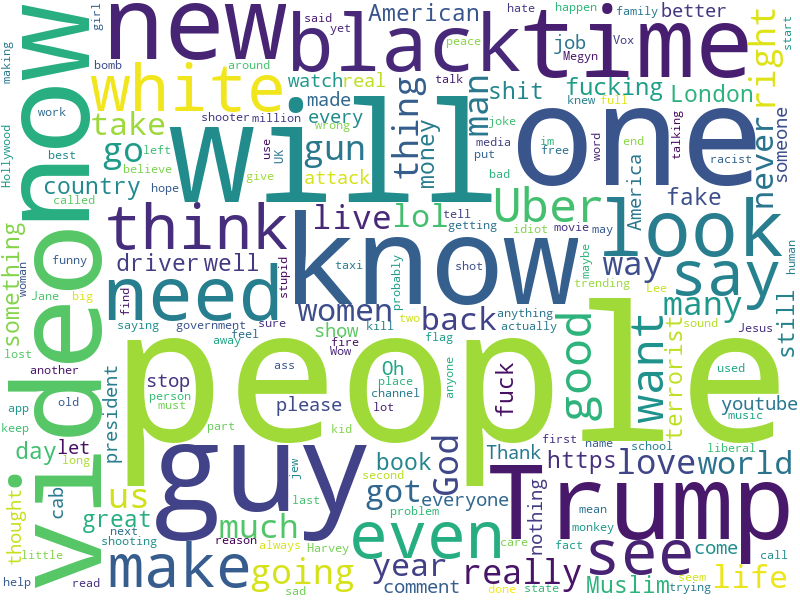 people
will
know
one
time
Trump
guy
video
now
new
black
white
look
think
need
make
even
say
see
Uber
want
good
right
never
way
many
women
back
live
lol
gun
go
take
us
much
going
really
got
love
world
life
God
man
thing
money
American
London
fucking
shit
job
better
country
day
something
thought
president
driver
well
watch
real
made
every
attack
fake
America
someone
still
terrorist
youtube
music
https
Muslim
year
comment
book
everyone
nothing
fuck
please
stop
show
Oh
Thank
come
great
let
cab
girl
said
yet
hate
happen
family
peace
Megyn
Vox
start
making
bomb
around
talk
knew
full
work
shooter
million
joke
media
put
im
free
word
end
talking
racist
Hollywood
best
left
wrong
use
UK
give
bad
called
believe
hope
tell
getting
idiot
movie
may
human
woman
funny
find
stupid
taxi
shot
probably
maybe
trending
Jane
big
Lee
lost
saying
government
sure
feel
away
kill
two
fire
Wow
flag
anything
actually
anyone
sound
Jesus
another
app
old
keep
long
person
must
ass
place
channel
lot
part
kid
used
first
name
school
liberal
jew
last
second
problem
next
shooting
reason
always
Harvey
sad
little
help
read
care
fact
mean
monkey
trying
seem
call
done
state